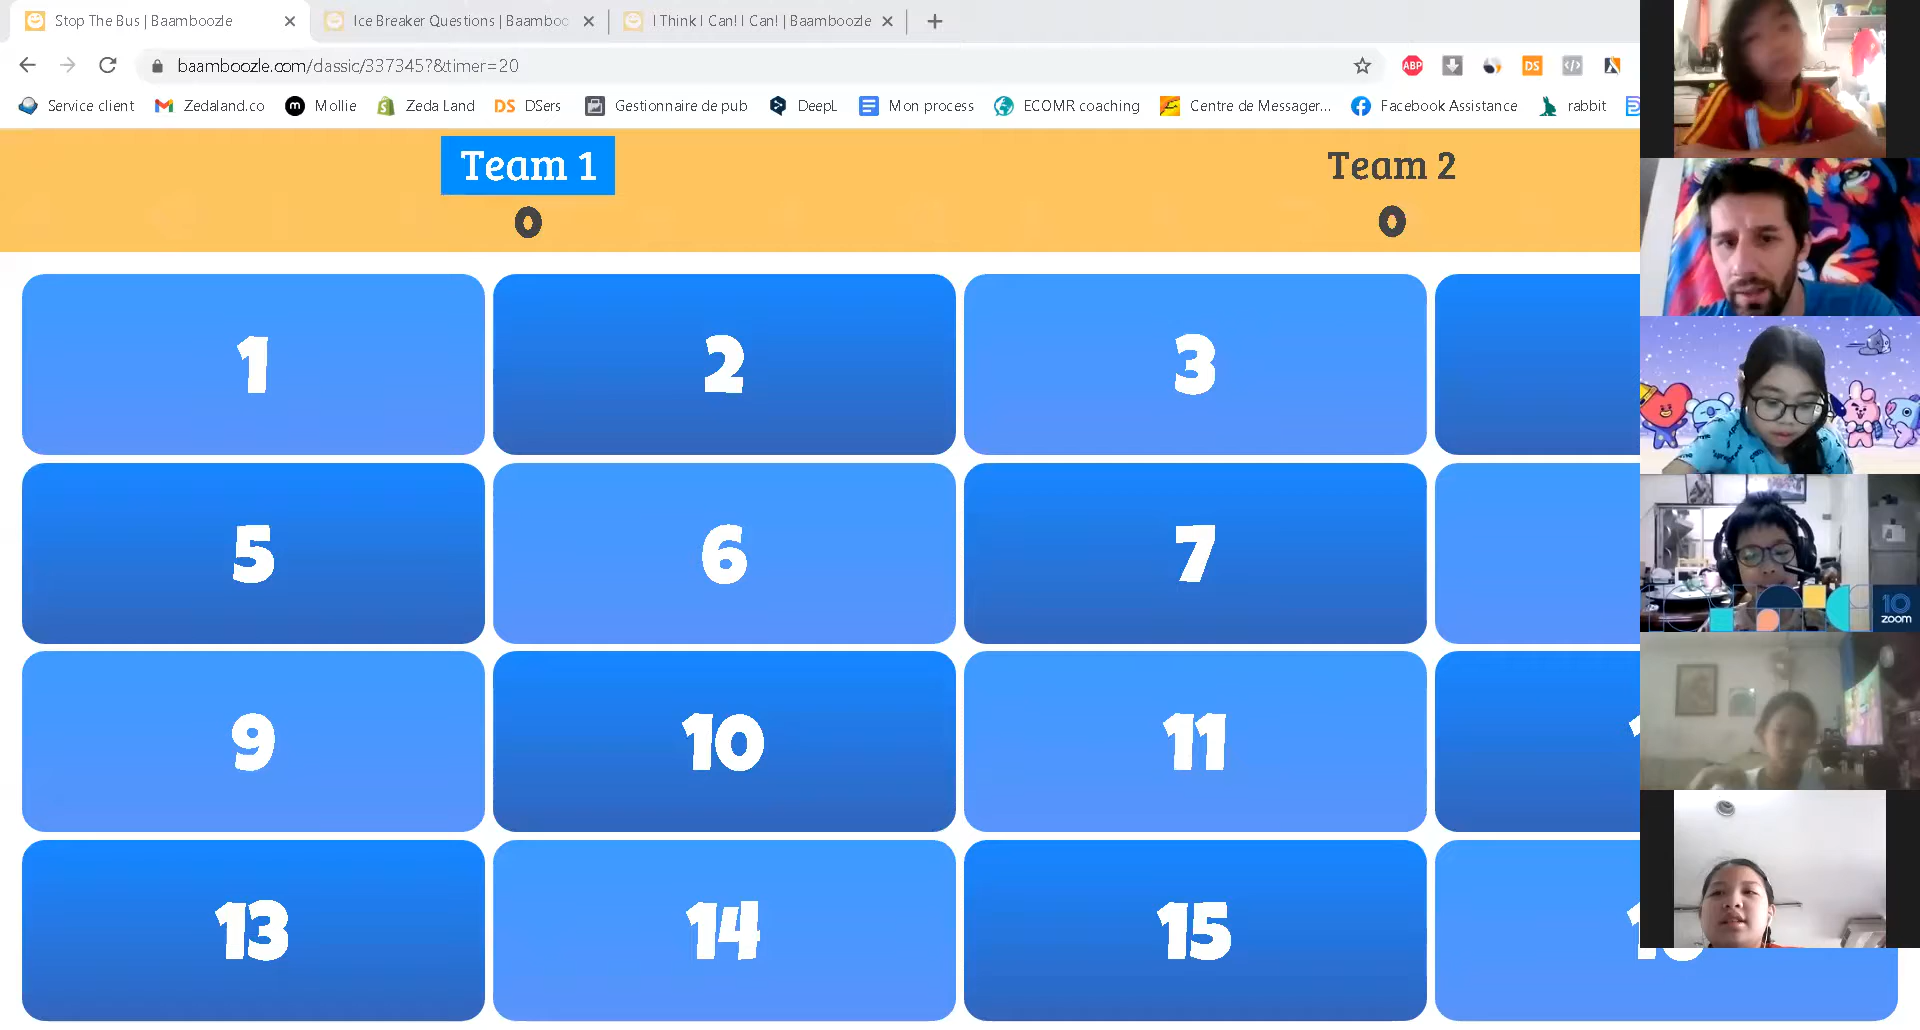 Stop The Bus | Baamboozle
Ice Breaker Questions | Baamboo
I Think I Can! I Can! | Baamboozle
baamboozle.com/classic/337345?&timer=20
ABP
DS
Service client
Zedaland.co
m Mollie
Zeda Land
DS DSers
Gestionnaire de pub
DeepL
Mon process
ECOMR coaching
Centre de Messager...
Facebook Assistance
rabbit
Team 1
Team 2
0
0
1
2
3
5
6
7
9
10
11
13
14
15
10
zoom